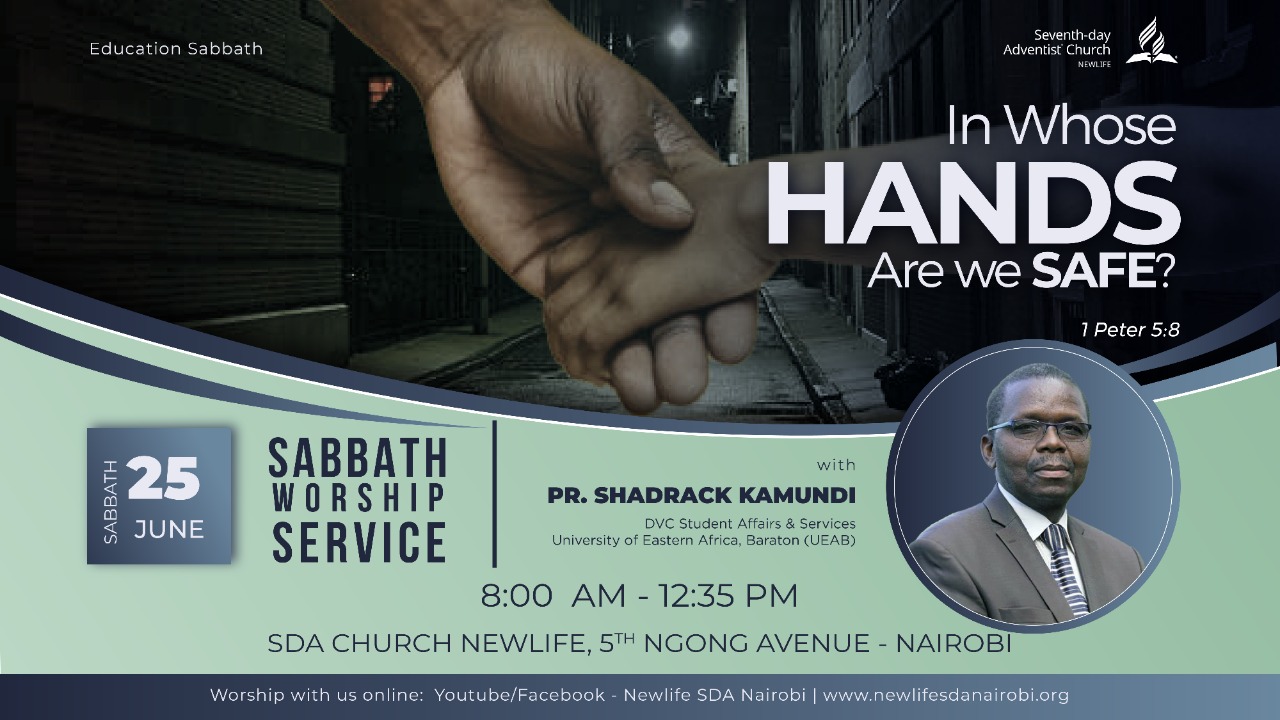 Education Sabbath
Seventh-day
Adventist Church
NEWLIFE
In Whose
HANDS
Are we SAFE?
1 Peter 5:8
SABBATH
25
JUNE
SABBATH
WORSHIP
SERVICE
with
PR. SHADRACK KAMUNDI
DVC Student Affairs & Services
University of Eastern Africa, Baraton (UEAB)
8:00 AM - 12:35 PM
SDA CHURCH NEWLIFE, 5TH NGONG AVENUE - NAIROBI
Worship with us online: Youtube/Facebook - Newlife SDA Nairobi | www.newlifesdanairobi.org